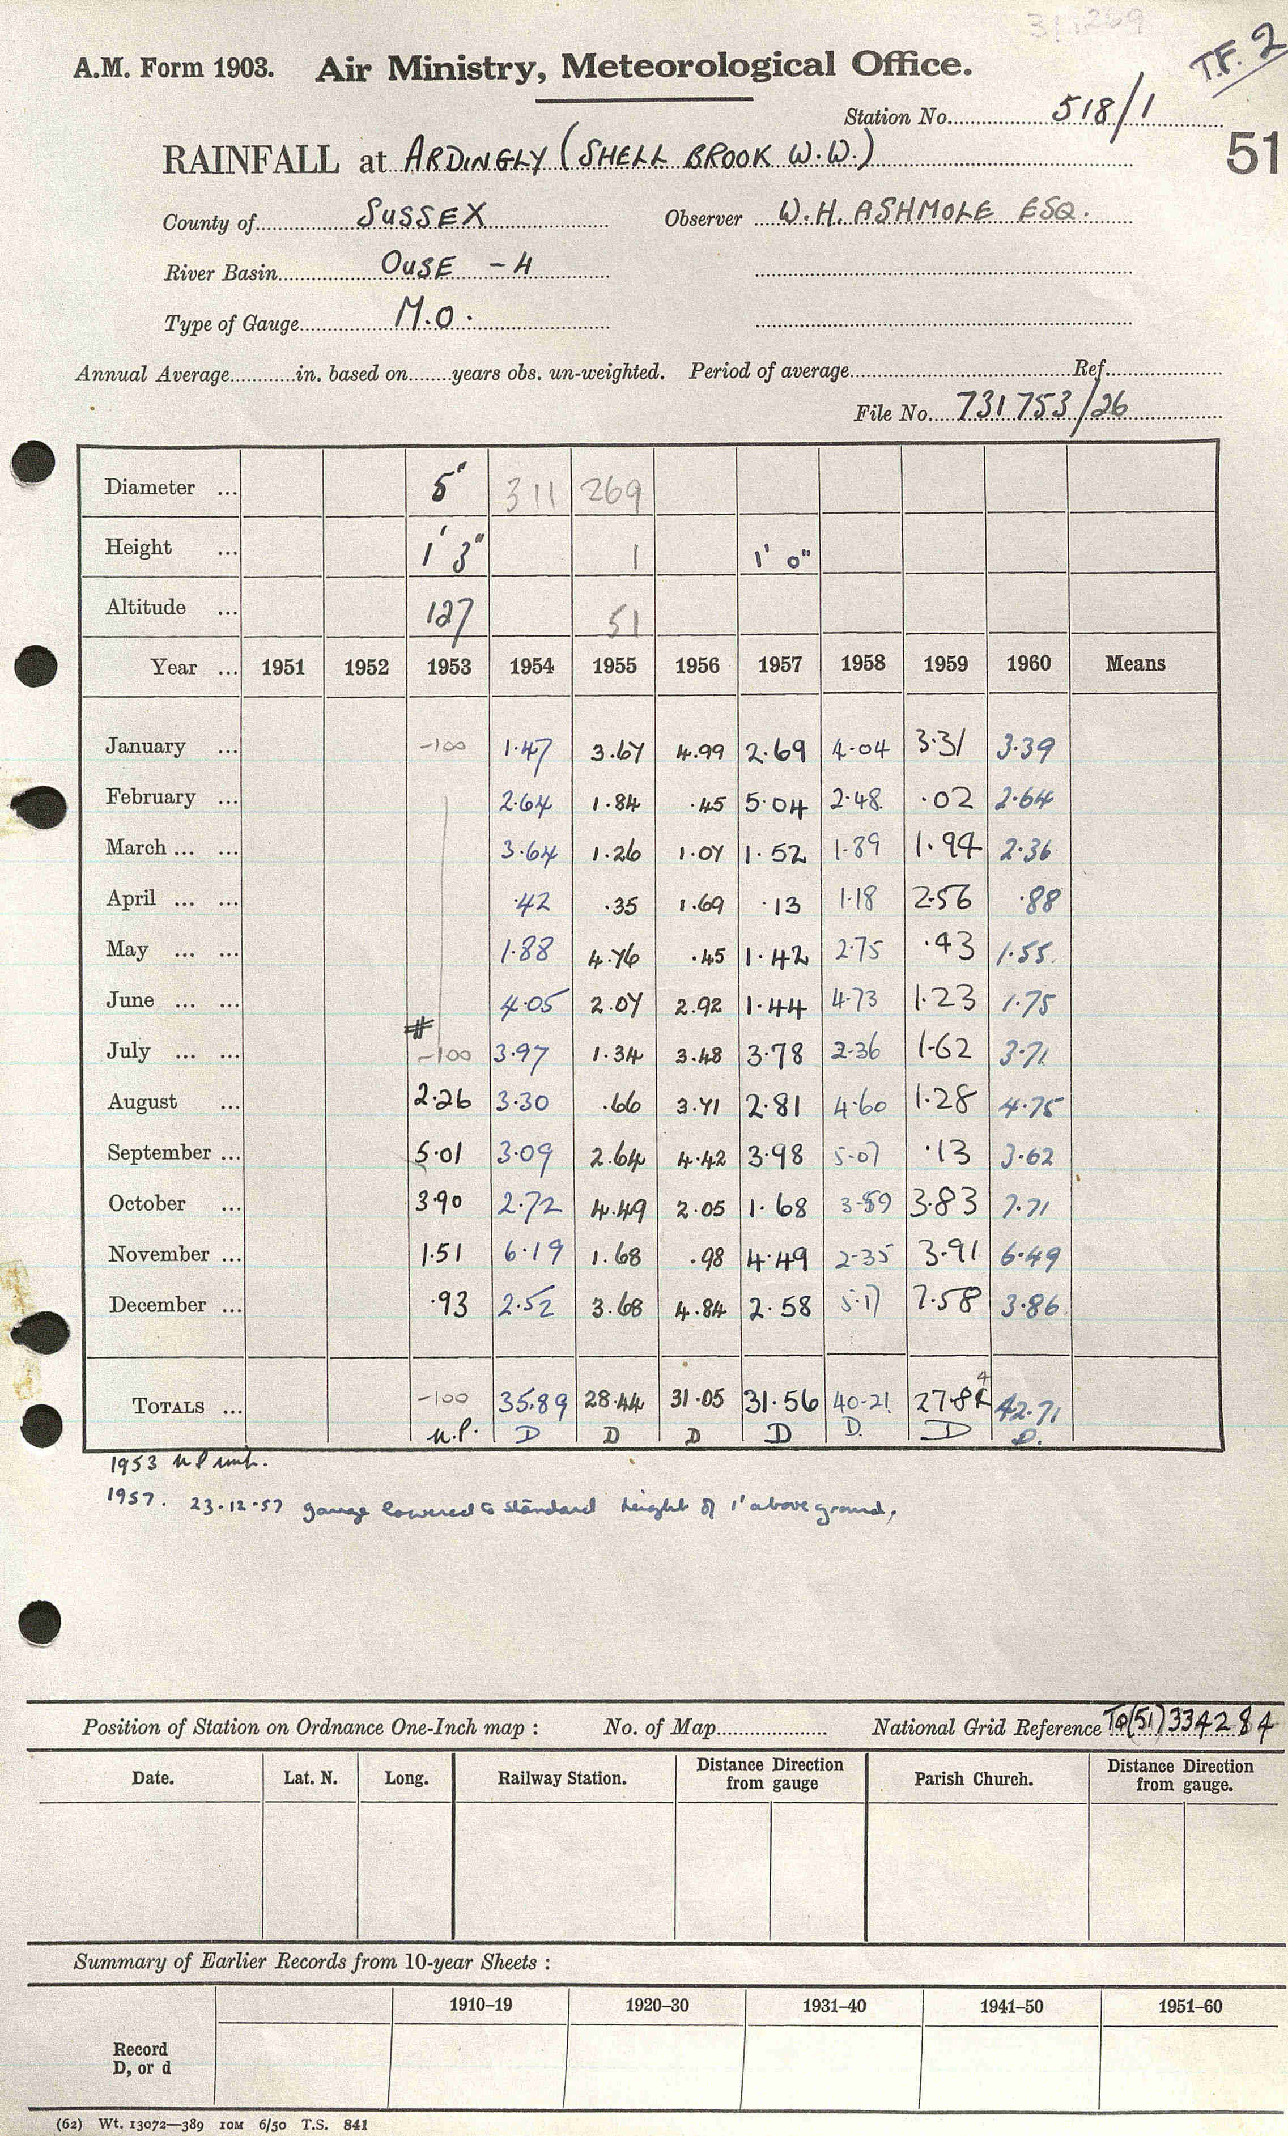 31.269
T.F. 2
A.M. Form 1903. Air Ministry, Meteorological Office.
Station No. 518/1
RAINFALL at ARDINGLY (SHELL BROOK W.W.) 51
County of SUSSEX Observer W.H. ASHMOLE ESQ.
River Basin OUSE - 4
Type of Gauge M.O.
Annual Average in. based on years obs. un-weighted. Period of average Ref.
File No. 731753/26
Diameter ... 5" 311 269
Height ... 1' 3" 1 1' 0"
Altitude ... 127 51
Year ... 1951 1952 1953 1954 1955 1956 1957 1958 1959 1960 Means
January ... -100 1.47 3.67 4.99 2.69 4.04 3.31 3.39
February ... 2.64 1.84 .45 5.04 2.48 .02 2.64
March ... ... 3.64 1.26 1.07 1.52 1.89 1.94 2.36
April ... ... .42 .35 1.69 .13 1.18 2.56 .88
May ... ... 1.88 4.76 .45 1.42 2.75 .43 1.55
June ... ... 4.05 2.07 2.92 1.44 4.73 1.23 1.75
July ... ... # -100 3.97 1.34 3.48 3.78 2.36 1.62 3.71
August ... 2.26 3.30 .66 3.71 2.81 4.60 1.28 4.75
September ... 5.01 3.09 2.64 4.42 3.98 5.07 .13 3.62
October ... 3.90 2.72 4.49 2.05 1.68 3.59 3.83 7.71
November ... 1.51 6.19 1.68 .98 4.49 2.35 3.91 6.49
December ... .93 2.52 3.68 4.84 2.58 5.17 7.58 3.86
TOTALS ... -100 35.89 28.44 31.05 31.56 40.21 27.84 42.71
N.P. D D D D D. D D.
1953 N P
1957. 23.12.57 gauge lowered to standard height of 1' above ground.
Position of Station on Ordnance One-Inch map : No. of Map National Grid Reference TQ(51)334284
Date. Lat. N. Long. Railway Station. Distance from gauge Direction Parish Church. Distance from gauge. Direction
Summary of Earlier Records from 10-year Sheets :
1910–19 1920–30 1931–40 1941–50 1951–60
Record
D, or d
(62) Wt. 13072—389 10M 6/50 T.S. 841